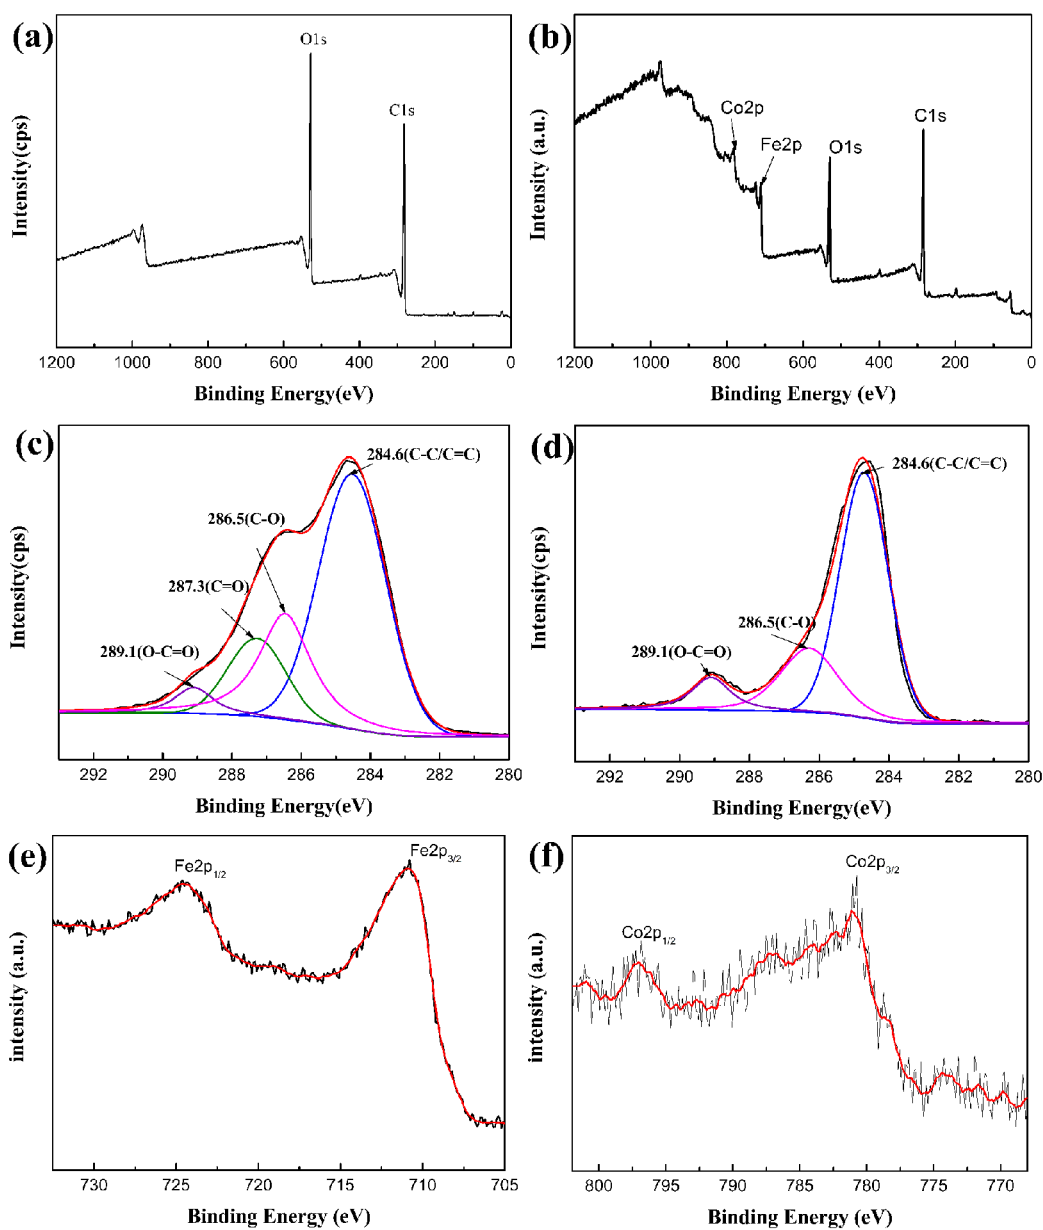 (a)
O1s
C1s
Intensity(cps)
1200 1000 800 600 400 200 0
Binding Energy(eV)
(b)
Co2p
Fe2p
O1s
C1s
Intensity (a.u.)
1200 1000 800 600 400 200 0
Binding Energy(eV)
(c)
284.6(C-C/C=C)
286.5(C-O)
287.3(C=O)
289.1(O-C=O)
Intensity(cps)
292 290 288 286 284 282 280
Binding Energy(eV)
(d)
284.6(C-C/C=C)
286.5(C-O)
289.1(O-C=O)
Intensity(cps)
292 290 288 286 284 282 280
Binding Energy(eV)
(e)
Fe2p1/2
Fe2p3/2
intensity (a.u.)
730 725 720 715 710 705
Binding Energy (eV)
(f)
Co2p3/2
Co2p1/2
intensity (a.u.)
800 795 790 785 780 775 770
Binding Energy (eV)